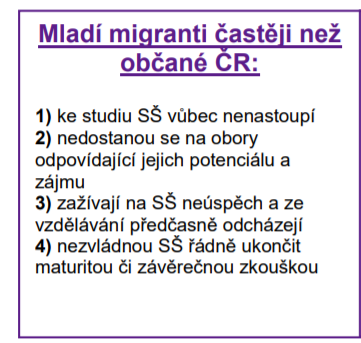 Mladí migranti častěji než
občané ČR:
1) ke studiu SŠ vůbec nenastoupí
2) nedostanou se na obory
odpovídající jejich potenciálu a
zájmu
3) zažívají na SŠ neúspěch a ze
vzdělávání předčasně odcházejí
4) nezvládnou SŠ řádně ukončit
maturitou či závěrečnou zkouškou